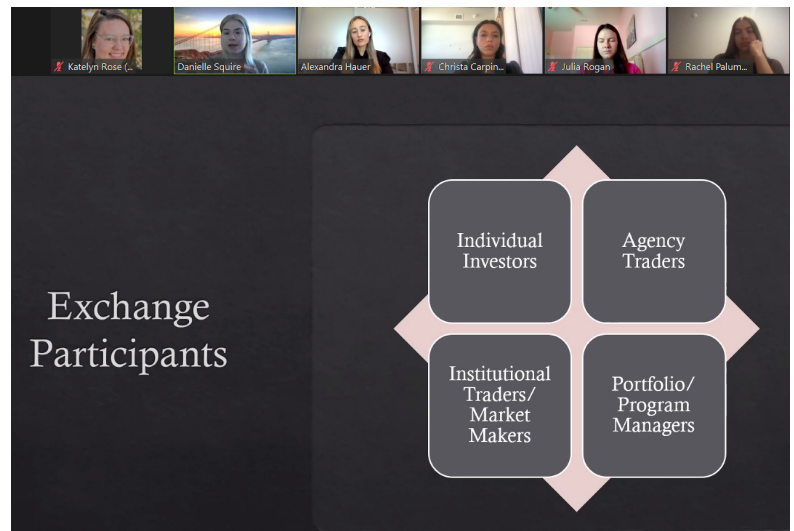 Katelyn Rose (...
Danielle Squire
Alexandra Hauer
Christa Carpin...
Julia Rogan
Rachel Palum...
Exchange
Participants
Individual
Investors
Agency
Traders
Institutional
Traders/
Market
Makers
Portfolio/
Program
Managers